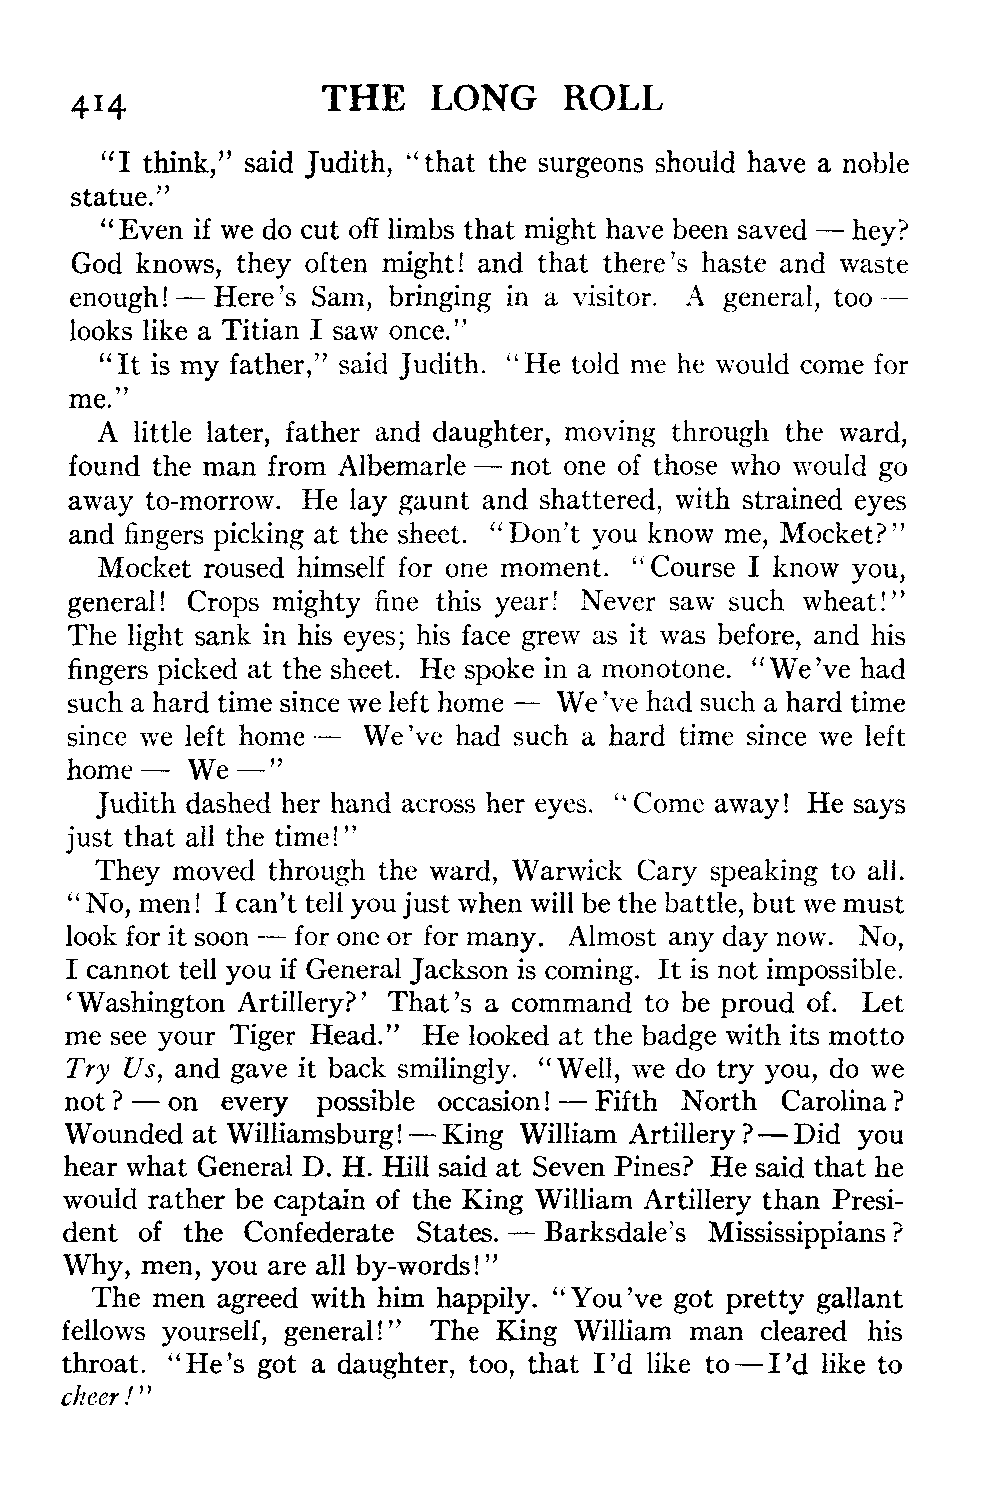 414 THE LONG ROLL
"I think," said Judith, "that the surgeons should have a noble
statue."
"Even if we do cut off limbs that might have been saved — hey?
God knows, they often might! and that there's haste and waste
enough! — Here's Sam, bringing in a visitor. A general, too —
looks like a Titian I saw once."
"It is my father," said Judith. "He told me he would come for
me."
A little later, father and daughter, moving through the ward,
found the man from Albemarle — not one of those who would go
away to-morrow. He lay gaunt and shattered, with strained eyes
and fingers picking at the sheet. "Don't you know me, Mocket?"
Mocket roused himself for one moment. "Course I know you,
general! Crops mighty fine this year! Never saw such wheat!"
The light sank in his eyes; his face grew as it was before, and his
fingers picked at the sheet. He spoke in a monotone. "We've had
such a hard time since we left home — We've had such a hard time
since we left home — We've had such a hard time since we left
home — We —"
Judith dashed her hand across her eyes. "Come away! He says
just that all the time!"
They moved through the ward, Warwick Cary speaking to all.
"No, men! I can't tell you just when will be the battle, but we must
look for it soon — for one or for many. Almost any day now. No,
I cannot tell you if General Jackson is coming. It is not impossible.
'Washington Artillery?' That's a command to be proud of. Let
me see your Tiger Head." He looked at the badge with its motto
Try Us, and gave it back smilingly. "Well, we do try you, do we
not? — on every possible occasion! — Fifth North Carolina?
Wounded at Williamsburg! — King William Artillery? — Did you
hear what General D. H. Hill said at Seven Pines? He said that he
would rather be captain of the King William Artillery than Presi-
dent of the Confederate States. — Barksdale's Mississippians?
Why, men, you are all by-words!"
The men agreed with him happily. "You've got pretty gallant
fellows yourself, general!" The King William man cleared his
throat. "He's got a daughter, too, that I'd like to — I'd like to
cheer!"